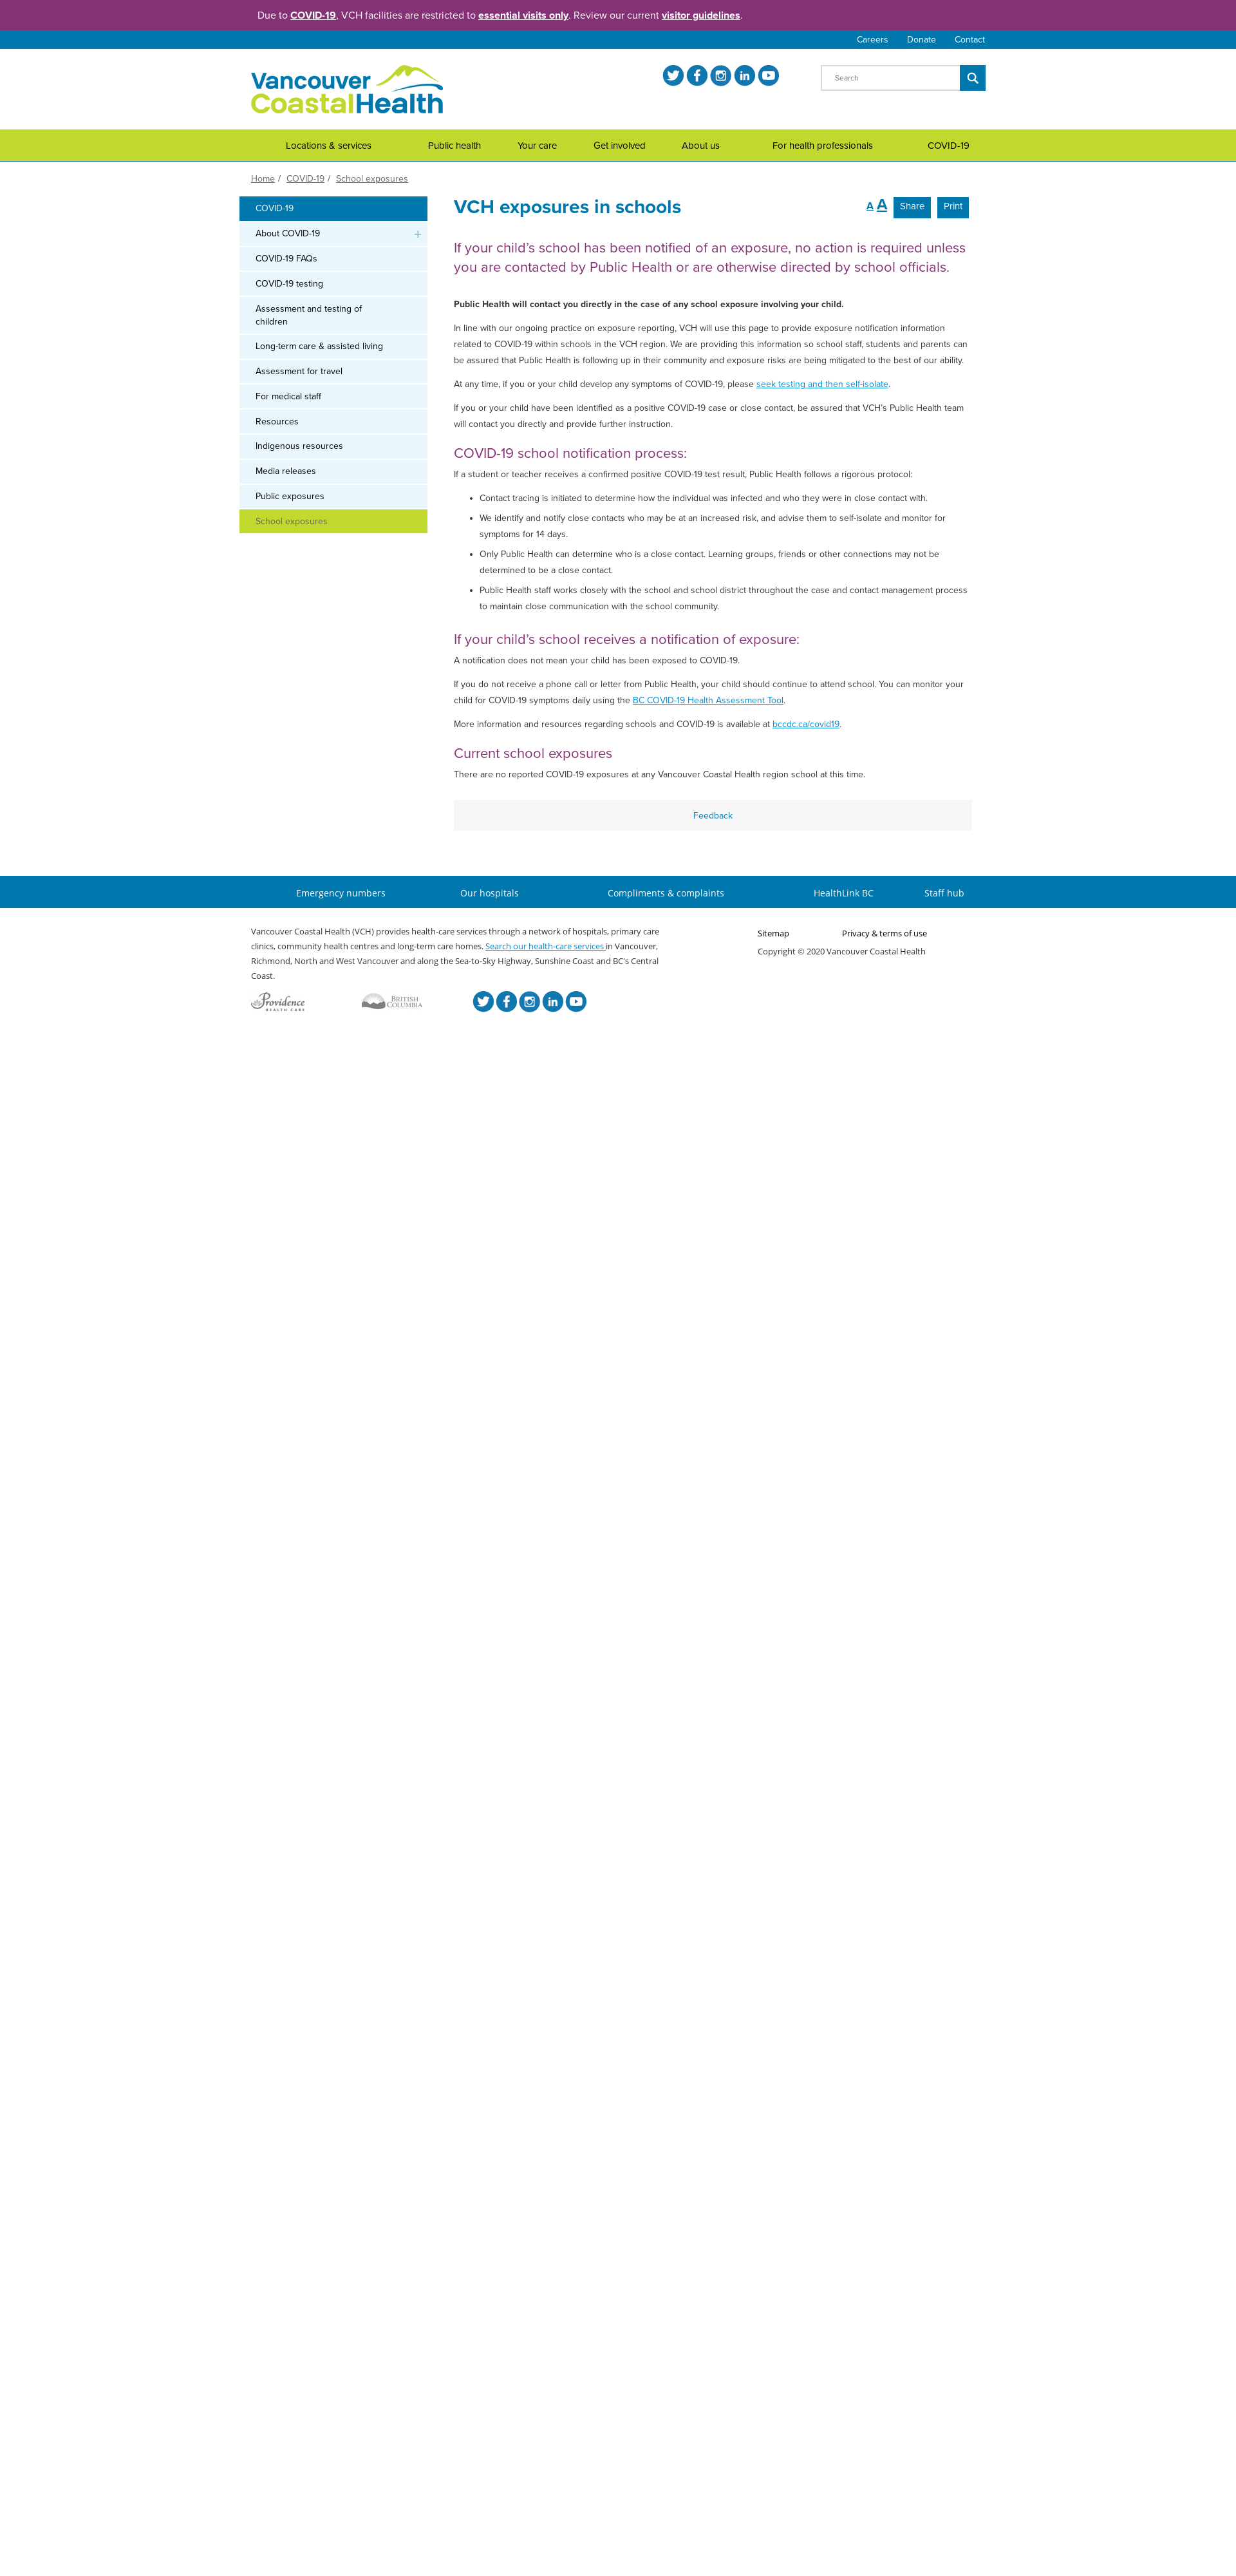 Due to COVID-19, VCH facilities are restricted to essential visits only. Review our current visitor guidelines.
Careers Donate Contact
Vancouver
CoastalHealth
Search
Locations & services Public health Your care Get involved About us For health professionals COVID-19
Home / COVID-19 / School exposures
COVID-19
About COVID-19 +
COVID-19 FAQs
COVID-19 testing
Assessment and testing of
children
Long-term care & assisted living
Assessment for travel
For medical staff
Resources
Indigenous resources
Media releases
Public exposures
School exposures
VCH exposures in schools
A A Share Print
If your child's school has been notified of an exposure, no action is required unless
you are contacted by Public Health or are otherwise directed by school officials.
Public Health will contact you directly in the case of any school exposure involving your child.
In line with our ongoing practice on exposure reporting, VCH will use this page to provide exposure notification information
related to COVID-19 within schools in the VCH region. We are providing this information so school staff, students and parents can
be assured that Public Health is following up in their community and exposure risks are being mitigated to the best of our ability.
At any time, if you or your child develop any symptoms of COVID-19, please seek testing and then self-isolate.
If you or your child have been identified as a positive COVID-19 case or close contact, be assured that VCH's Public Health team
will contact you directly and provide further instruction.
COVID-19 school notification process:
If a student or teacher receives a confirmed positive COVID-19 test result, Public Health follows a rigorous protocol:
• Contact tracing is initiated to determine how the individual was infected and who they were in close contact with.
• We identify and notify close contacts who may be at an increased risk, and advise them to self-isolate and monitor for
symptoms for 14 days.
• Only Public Health can determine who is a close contact. Learning groups, friends or other connections may not be
determined to be a close contact.
• Public Health staff works closely with the school and school district throughout the case and contact management process
to maintain close communication with the school community.
If your child's school receives a notification of exposure:
A notification does not mean your child has been exposed to COVID-19.
If you do not receive a phone call or letter from Public Health, your child should continue to attend school. You can monitor your
child for COVID-19 symptoms daily using the BC COVID-19 Health Assessment Tool.
More information and resources regarding schools and COVID-19 is available at bccdc.ca/covid19.
Current school exposures
There are no reported COVID-19 exposures at any Vancouver Coastal Health region school at this time.
Feedback
Emergency numbers Our hospitals Compliments & complaints HealthLink BC Staff hub
Vancouver Coastal Health (VCH) provides health-care services through a network of hospitals, primary care
clinics, community health centres and long-term care homes. Search our health-care services in Vancouver,
Richmond, North and West Vancouver and along the Sea-to-Sky Highway, Sunshine Coast and BC's Central
Coast.
Sitemap Privacy & terms of use
Copyright © 2020 Vancouver Coastal Health
Providence
HEALTH CARE
BRITISH
COLUMBIA